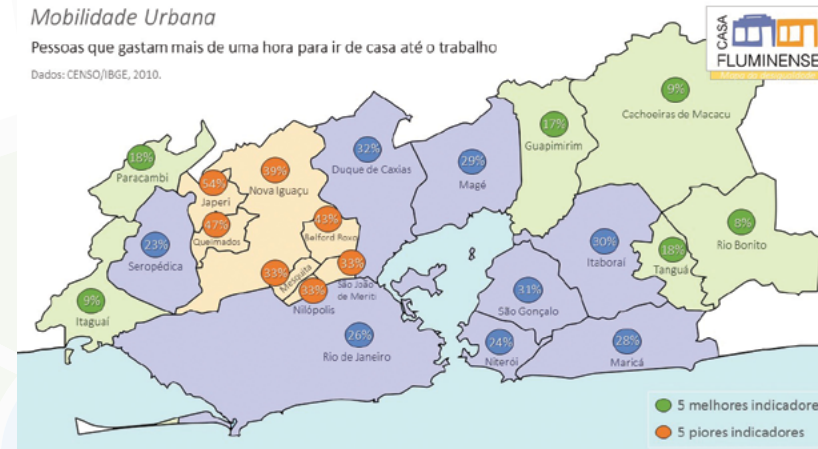 Mobilidade Urbana
Pessoas que gastam mais de uma hora para ir de casa até o trabalho
Dados: CENSO/IBGE, 2010.
CASA
FLUMINENSE
Mapa da desigualdade
9%
Cachoeiras de Macacu
17%
Guapimirim
18%
Paracambi
32%
Duque de Caxias
39%
Nova Iguaçu
29%
Magé
54%
Japeri
47%
Queimados
43%
Belford Roxo
23%
Seropédica
30%
Itaboraí
18%
Tanguá
8%
Rio Bonito
33%
Mesquita
33%
São João
de Meriti
33%
Nilópolis
9%
Itaguaí
31%
São Gonçalo
26%
Rio de Janeiro
24%
Niterói
28%
Maricá
5 melhores indicadore
5 piores indicadores